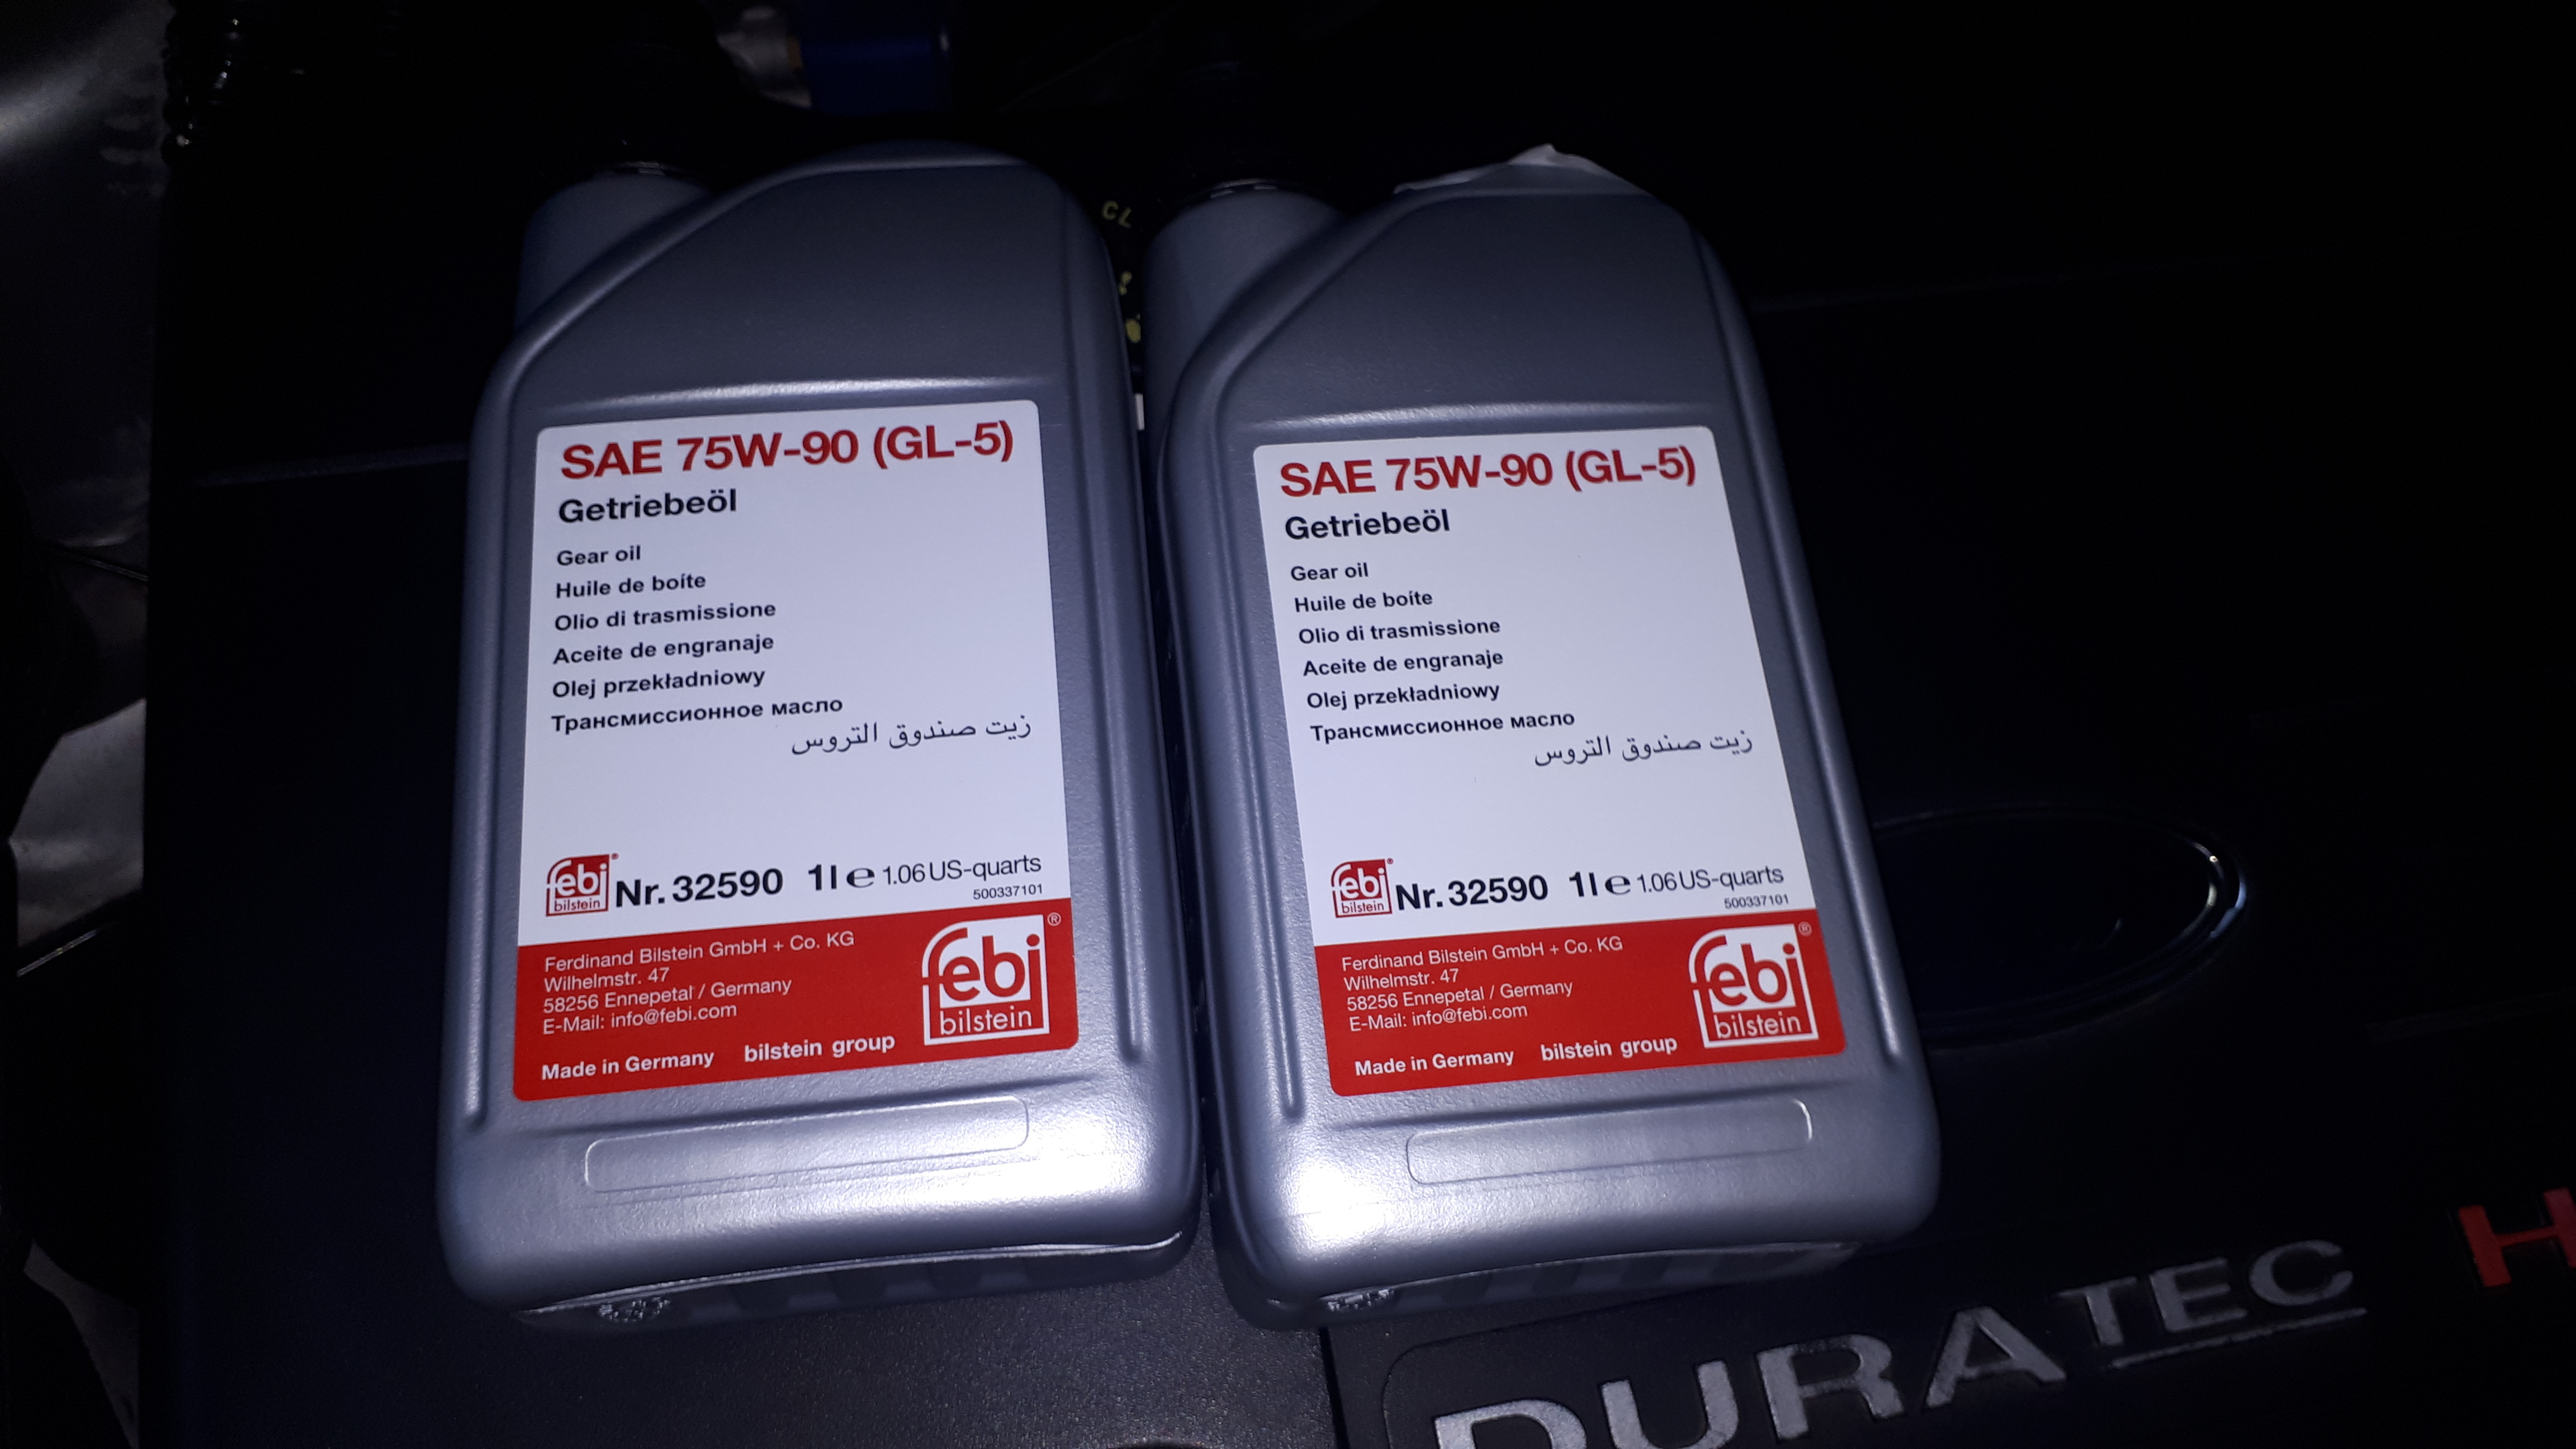 SAE 75W-90 (GL-5)
Getriebeöl
Gear oil
Huile de boîte
Olio di trasmissione
Aceite de engranaje
Olej przekładniowy
Трансмиссионное масло
زيت صندوق التروس
febi
bilstein
Nr. 32590 1l e 1.06 US-quarts
500337101
Ferdinand Bilstein GmbH + Co. KG
Wilhelmstr. 47
58256 Ennepetal / Germany
E-Mail: info@febi.com
Made in Germany bilstein group
febi
bilstein
SAE 75W-90 (GL-5)
Getriebeöl
Gear oil
Huile de boîte
Olio di trasmissione
Aceite de engranaje
Olej przekładniowy
Трансмиссионное масло
زيت صندوق التروس
febi
bilstein
Nr. 32590 1l e 1.06 US-quarts
500337101
Ferdinand Bilstein GmbH + Co. KG
Wilhelmstr. 47
58256 Ennepetal / Germany
E-Mail: info@febi.com
Made in Germany bilstein group
febi
bilstein
CL
DURATEC H